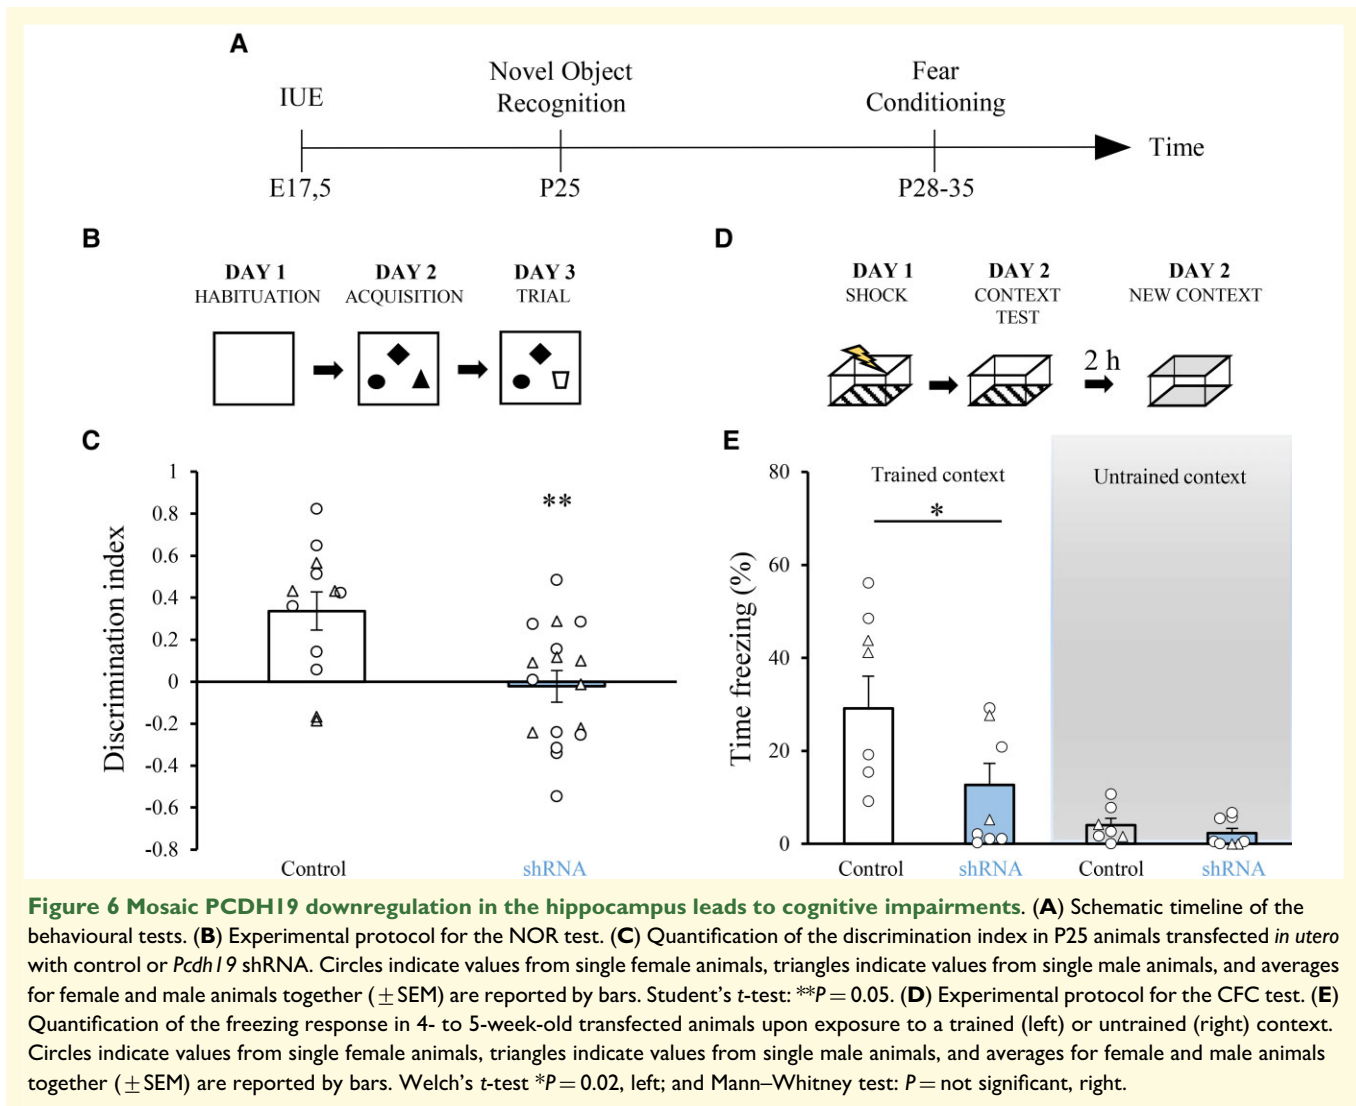 A
IUE
Novel Object
Recognition
Fear
Conditioning
Time
E17,5
P25
P28-35
B
DAY 1
HABITUATION
DAY 2
ACQUISITION
DAY 3
TRIAL
D
DAY 1
SHOCK
DAY 2
CONTEXT
TEST
2 h
DAY 2
NEW CONTEXT
C
Discrimination index
1
0.8
0.6
0.4
0.2
0
-0.2
-0.4
-0.6
-0.8
**
Control
shRNA
E
Time freezing (%)
80
60
40
20
0
Trained context
*
Untrained context
Control
shRNA
Control
shRNA
Figure 6 Mosaic PCDH19 downregulation in the hippocampus leads to cognitive impairments. (A) Schematic timeline of the
behavioural tests. (B) Experimental protocol for the NOR test. (C) Quantification of the discrimination index in P25 animals transfected in utero
with control or Pcdh19 shRNA. Circles indicate values from single female animals, triangles indicate values from single male animals, and averages
for female and male animals together (±SEM) are reported by bars. Student's t-test: **P = 0.05. (D) Experimental protocol for the CFC test. (E)
Quantification of the freezing response in 4- to 5-week-old transfected animals upon exposure to a trained (left) or untrained (right) context.
Circles indicate values from single female animals, triangles indicate values from single male animals, and averages for female and male animals
together (±SEM) are reported by bars. Welch's t-test *P = 0.02, left; and Mann–Whitney test: P = not significant, right.